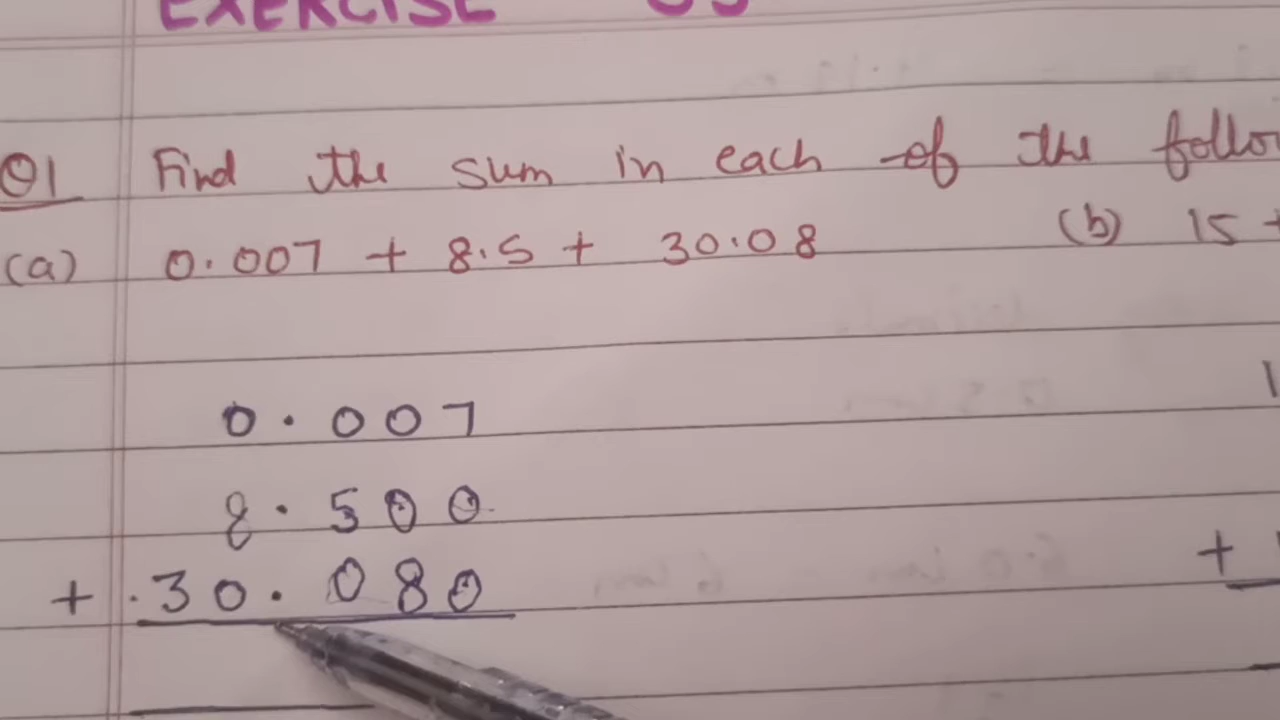 EXERCISE
Q1 Find the sum in each of the
(a) 0.007 + 8.5 + 30.08 (b) 15 +
0.007
8.500
+ 30.080 +